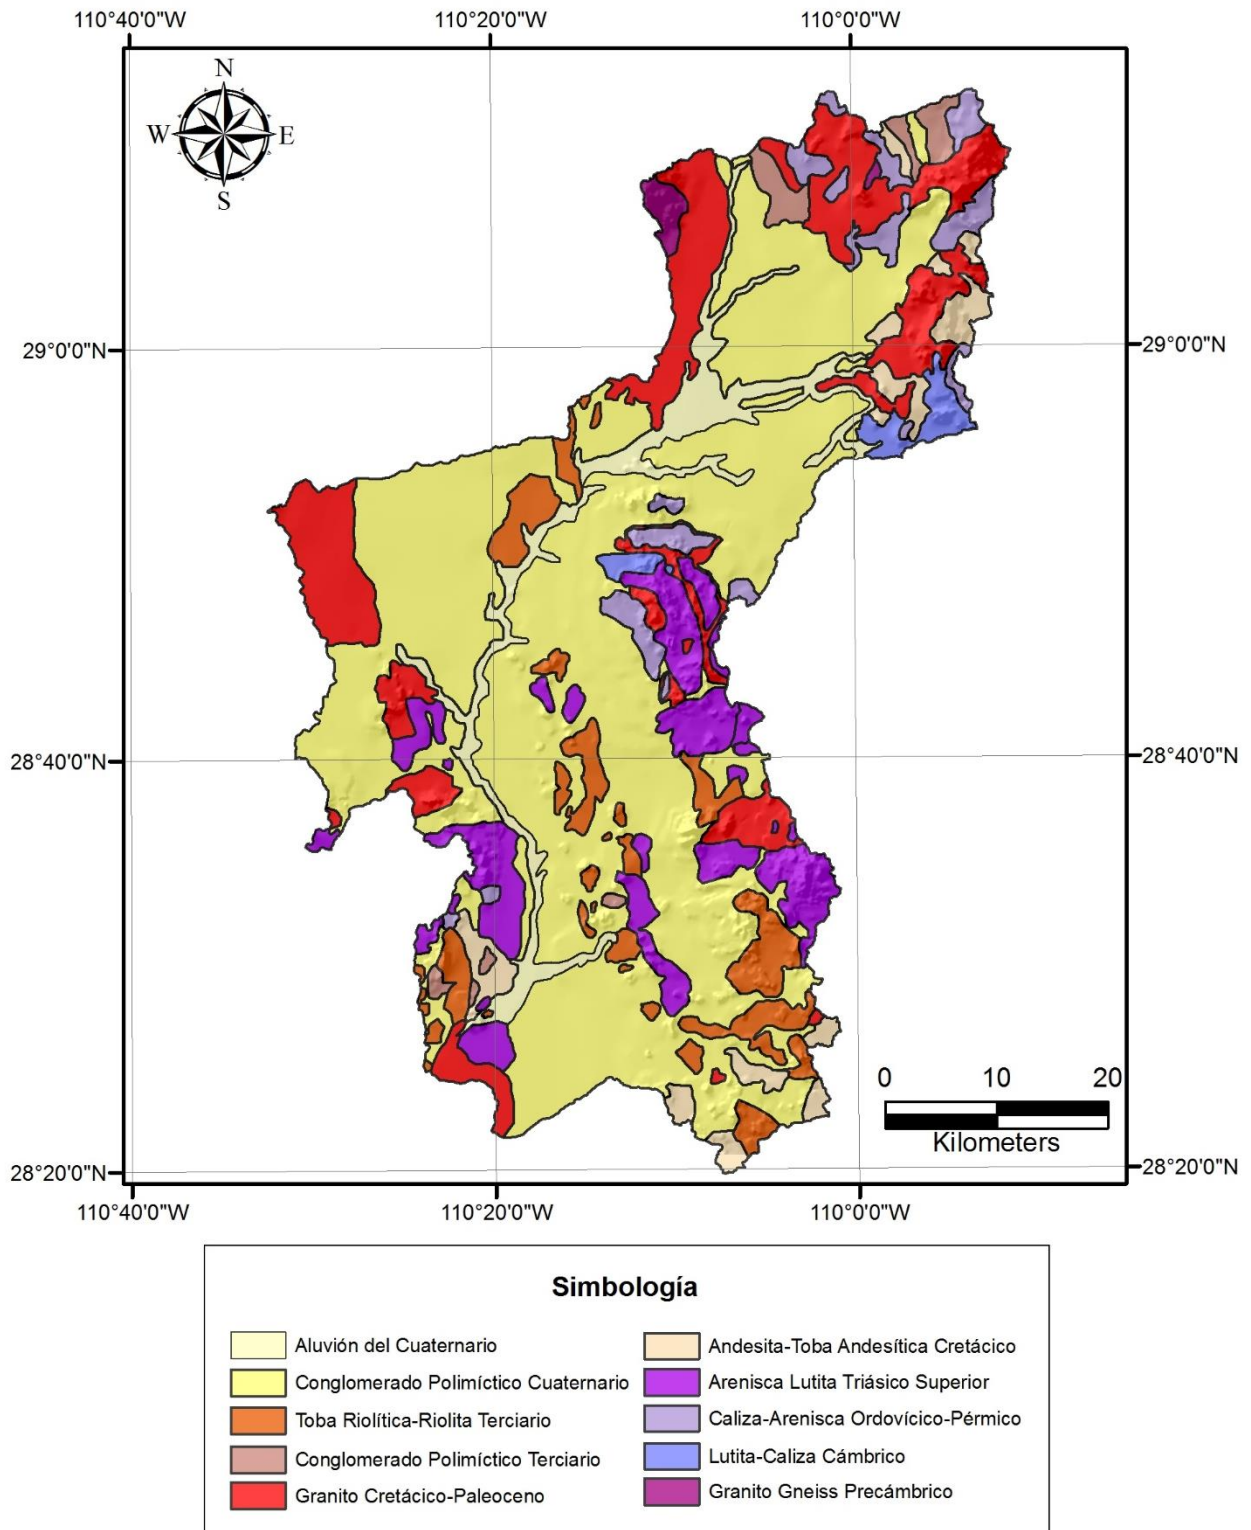 110°40'0"W 110°20'0"W 110°0'0"W
N
W E
S
29°0'0"N 29°0'0"N
28°40'0"N 28°40'0"N
0 10 20
Kilometers
28°20'0"N 28°20'0"N
110°40'0"W 110°20'0"W 110°0'0"W
Simbología
Aluvión del Cuaternario
Conglomerado Polimíctico Cuaternario
Toba Riolítica-Riolita Terciario
Conglomerado Polimíctico Terciario
Granito Cretácico-Paleoceno
Andesita-Toba Andesítica Cretácico
Arenisca Lutita Triásico Superior
Caliza-Arenisca Ordovícico-Pérmico
Lutita-Caliza Cámbrico
Granito Gneiss Precámbrico